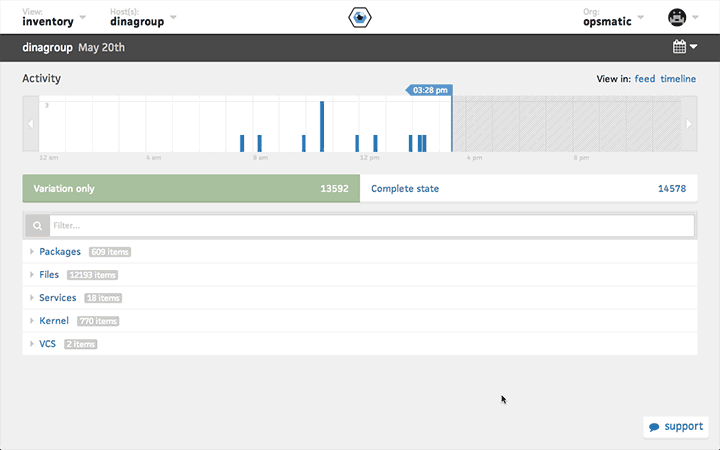 View: Host(s): Org:
inventory dinagroup opsmatic
dinagroup May 20th
Activity View in: feed timeline
03:28 pm
3
12 am 4 am 8 am 12 pm 4 pm 8 pm
Variation only 13592 Complete state 14578
Filter...
Packages 609 items
Files 12193 items
Services 18 items
Kernel 770 items
VCS 2 items
support